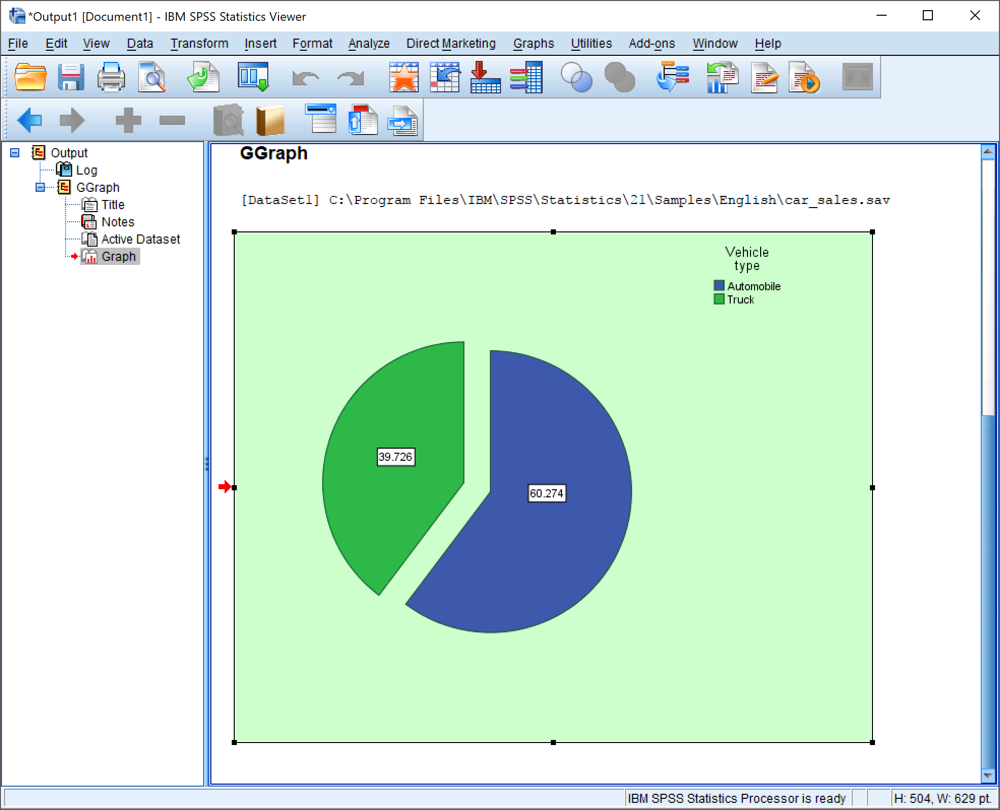 *Output1 [Document1] - IBM SPSS Statistics Viewer
File Edit View Data Transform Insert Format Analyze Direct Marketing Graphs Utilities Add-ons Window Help
Output
Log
GGraph
Title
Notes
Active Dataset
Graph
GGraph
[DataSet1] C:\Program Files\IBM\SPSS\Statistics\21\Samples\English\car_sales.sav
Vehicle
type
Automobile
Truck
39.726
60.274
IBM SPSS Statistics Processor is ready
H: 504, W: 629 pt.